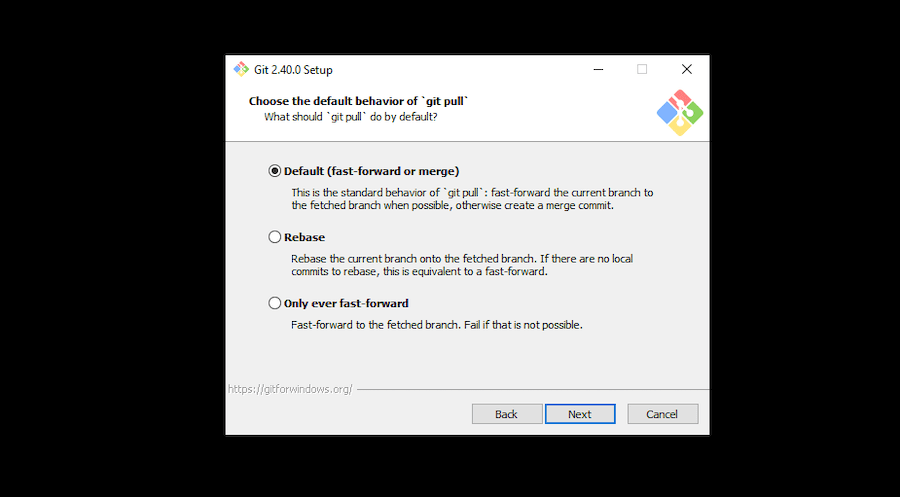 Git 2.40.0 Setup
Choose the default behavior of `git pull`
What should `git pull` do by default?
Default (fast-forward or merge)
This is the standard behavior of `git pull`: fast-forward the current branch to
the fetched branch when possible, otherwise create a merge commit.
Rebase
Rebase the current branch onto the fetched branch. If there are no local
commits to rebase, this is equivalent to a fast-forward.
Only ever fast-forward
Fast-forward to the fetched branch. Fail if that is not possible.
https://gitforwindows.org/
Back Next Cancel